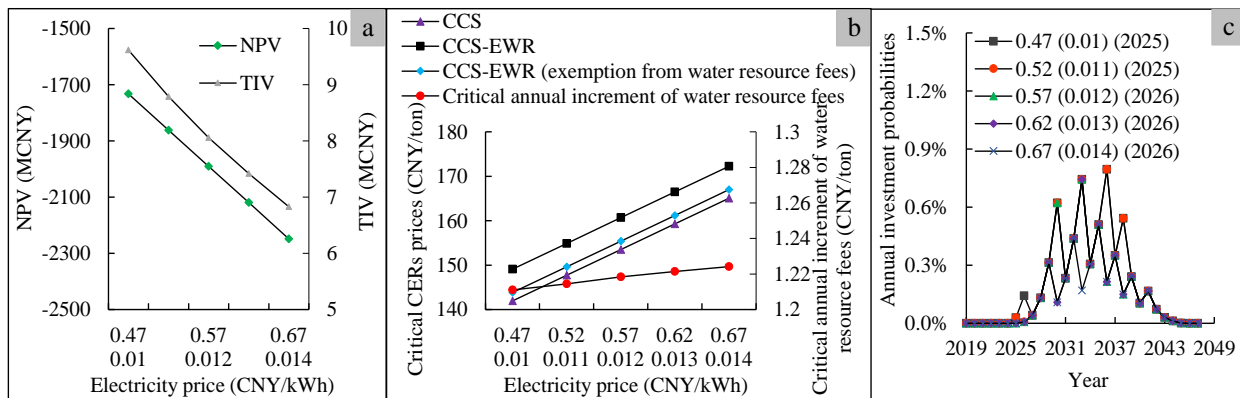 a
NPV
TIV
NPV (MCNY)
-1500
-1700
-1900
-2100
-2300
-2500
TIV (MCNY)
10
9
8
7
6
5
0.47 0.57 0.67
0.01 0.012 0.014
Electricity price (CNY/kWh)
b
CCS
CCS-EWR
CCS-EWR (exemption from water resource fees)
Critical annual increment of water resource fees
Critical CERs prices (CNY/ton)
180
170
160
150
140
Critical annual increment of water
resource fees (CNY/ton)
1.3
1.28
1.26
1.24
1.22
1.2
0.47 0.52 0.57 0.62 0.67
0.01 0.011 0.012 0.013 0.014
Electricity price (CNY/kWh)
c
0.47 (0.01) (2025)
0.52 (0.011) (2025)
0.57 (0.012) (2026)
0.62 (0.013) (2026)
0.67 (0.014) (2026)
Annual investment probabilities
1.5%
1.2%
0.9%
0.6%
0.3%
0.0%
2019 2025 2031 2037 2043 2049
Year